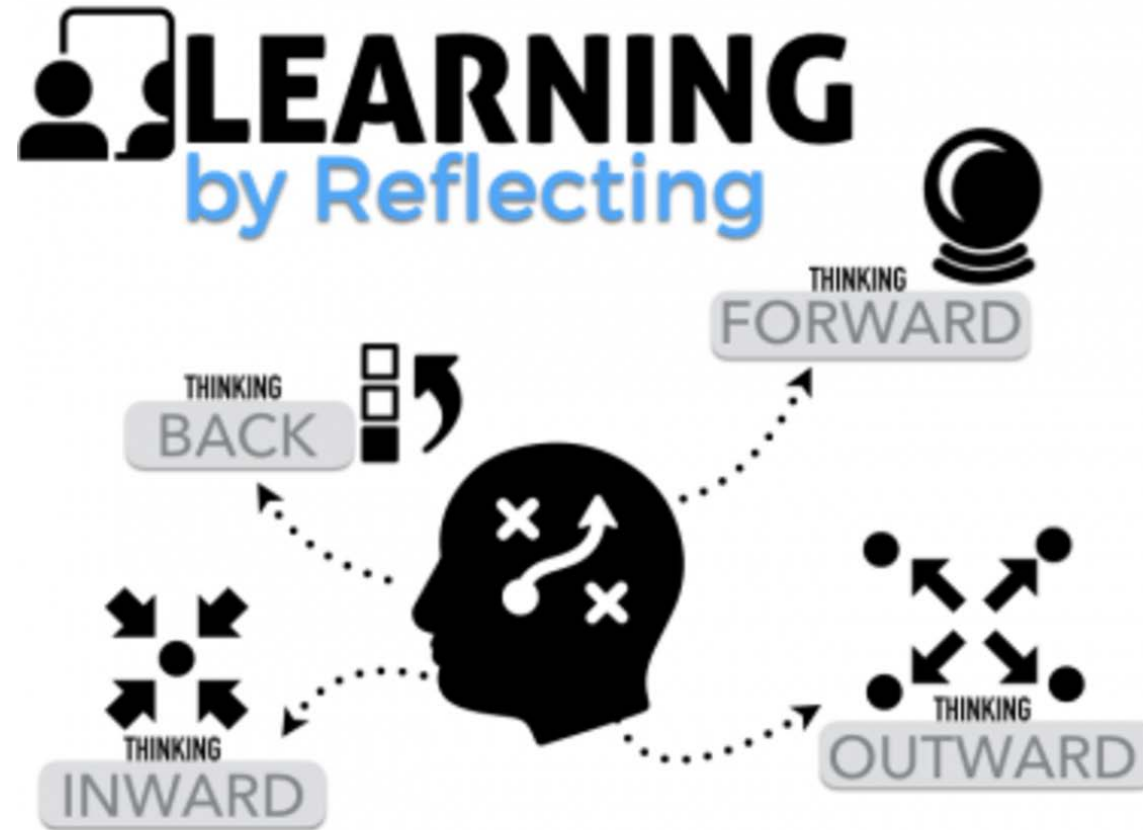 LEARNING
by Reflecting
THINKING
FORWARD
THINKING
BACK
THINKING
INWARD
THINKING
OUTWARD